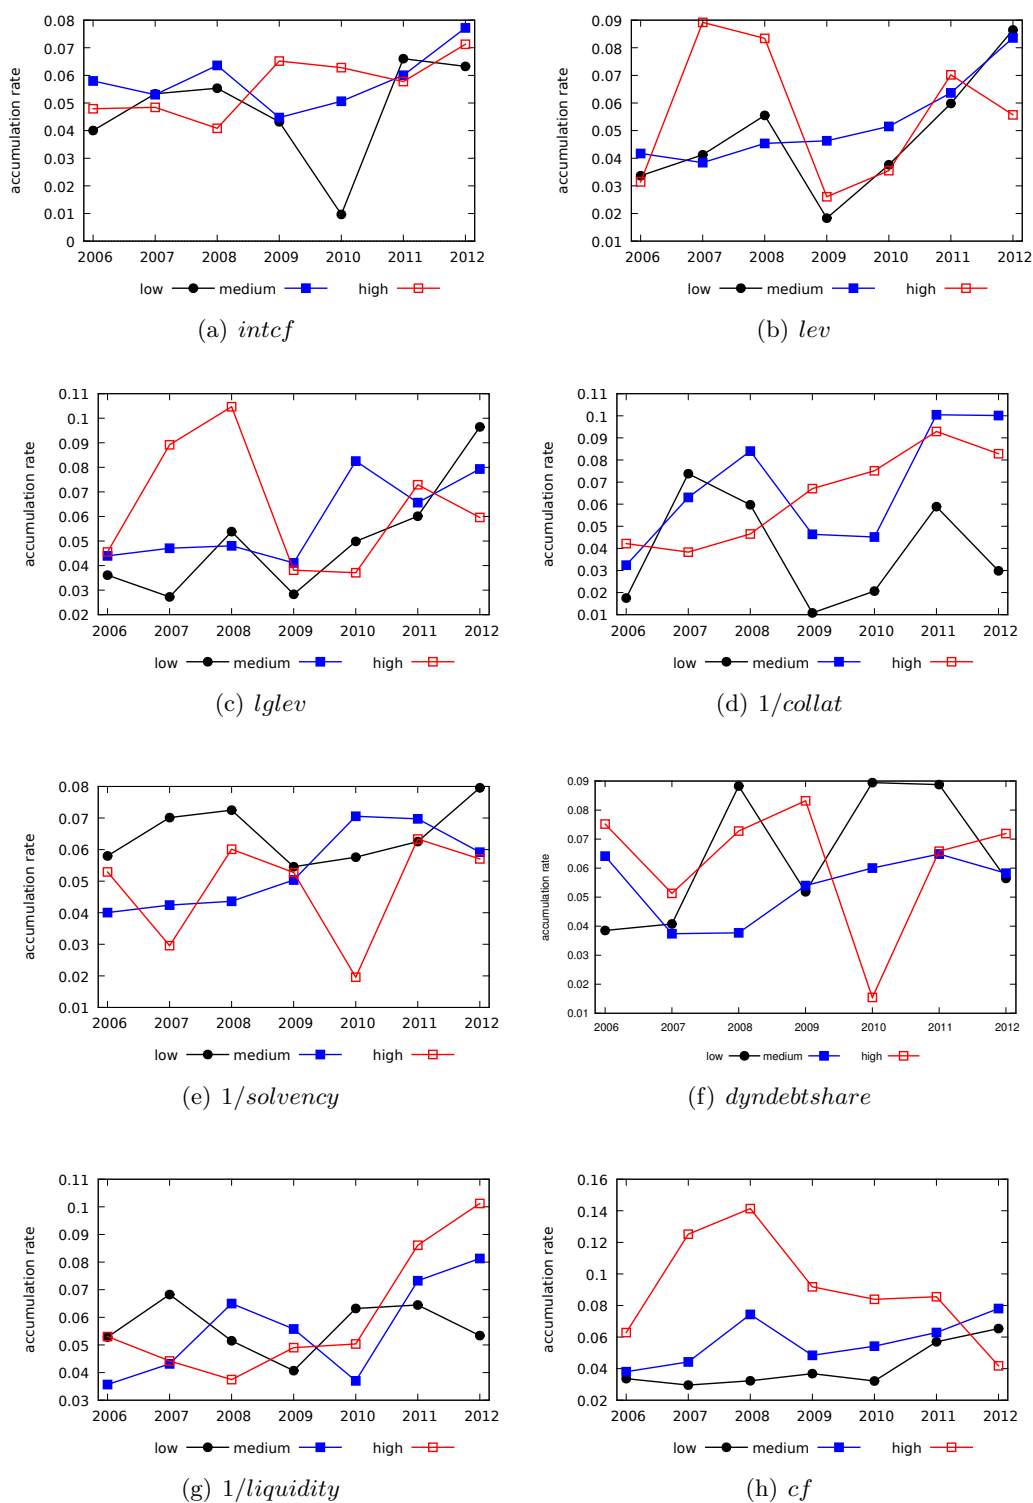 0.08
0.07
0.06
0.05
0.04
0.03
0.02
0.01
0
accumulation rate
2006 2007 2008 2009 2010 2011 2012
low medium high
(a) intcf
0.09
0.08
0.07
0.06
0.05
0.04
0.03
0.02
0.01
accumulation rate
2006 2007 2008 2009 2010 2011 2012
low medium high
(b) lev
0.11
0.1
0.09
0.08
0.07
0.06
0.05
0.04
0.03
0.02
accumulation rate
2006 2007 2008 2009 2010 2011 2012
low medium high
(c) lglev
0.11
0.1
0.09
0.08
0.07
0.06
0.05
0.04
0.03
0.02
0.01
accumulation rate
2006 2007 2008 2009 2010 2011 2012
low medium high
(d) 1/collat
0.08
0.07
0.06
0.05
0.04
0.03
0.02
0.01
accumulation rate
2006 2007 2008 2009 2010 2011 2012
low medium high
(e) 1/solvency
0.09
0.08
0.07
0.06
0.05
0.04
0.03
0.02
0.01
accumulation rate
2006 2007 2008 2009 2010 2011 2012
low medium high
(f) dyndebtshare
0.11
0.1
0.09
0.08
0.07
0.06
0.05
0.04
0.03
accumulation rate
2006 2007 2008 2009 2010 2011 2012
low medium high
(g) 1/liquidity
0.16
0.14
0.12
0.1
0.08
0.06
0.04
0.02
accumulation rate
2006 2007 2008 2009 2010 2011 2012
low medium high
(h) cf